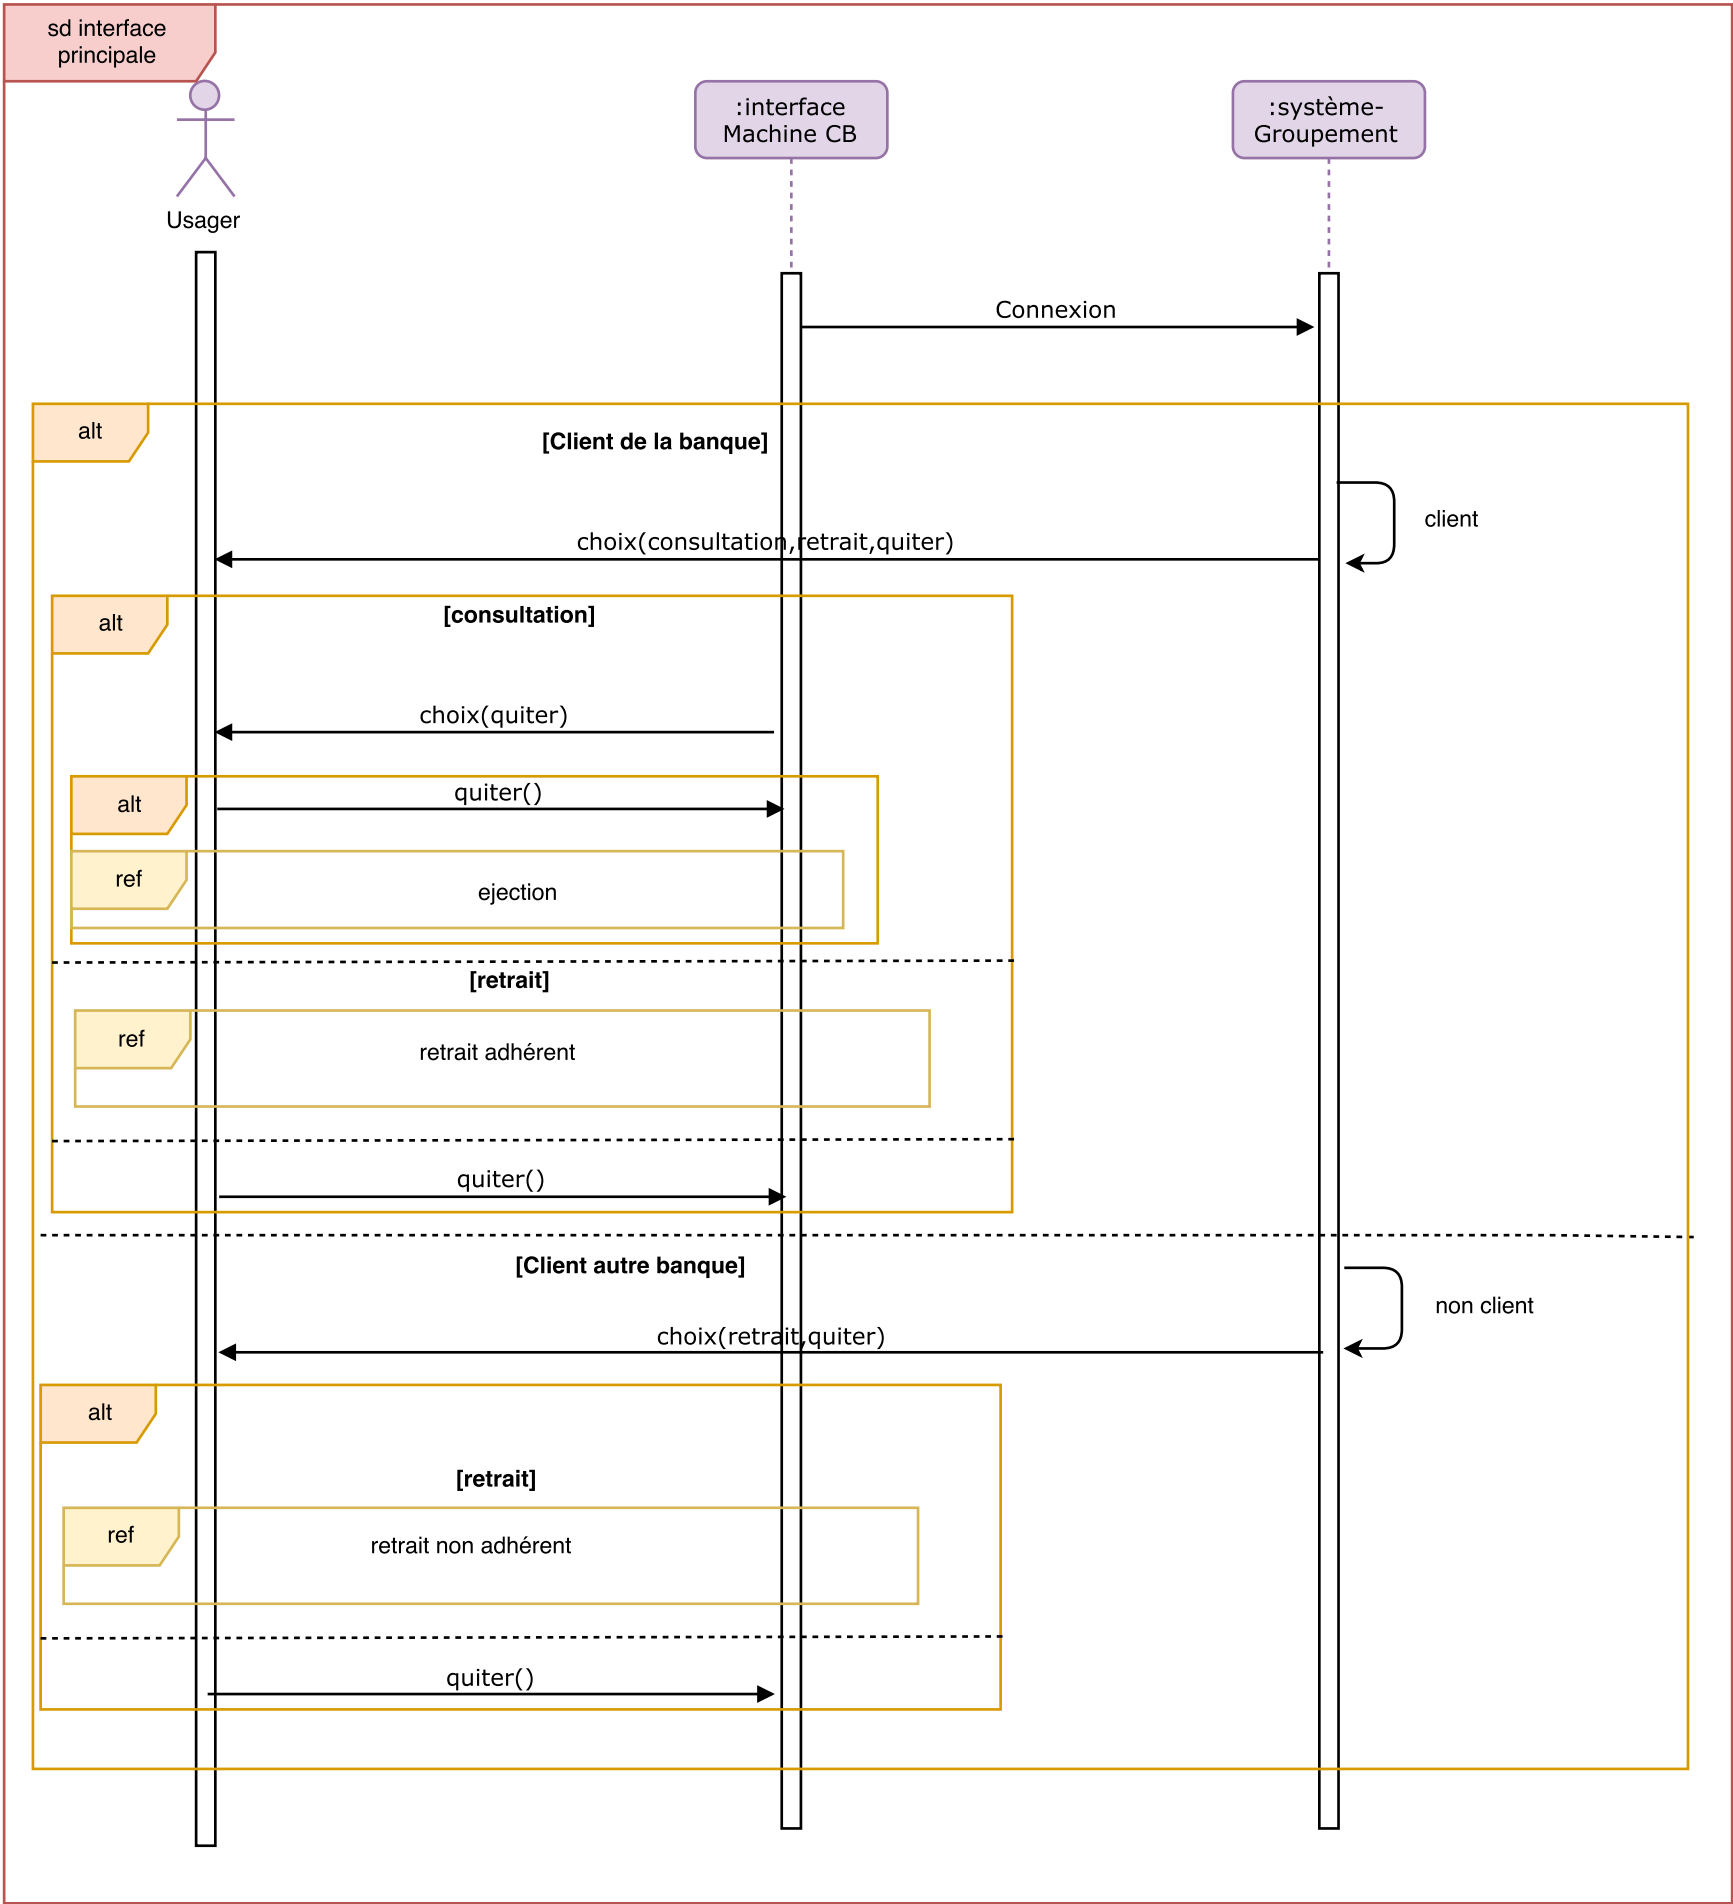 sd interface
principale
:interface
Machine CB
:système-
Groupement
Usager
Connexion
alt
[Client de la banque]
client
choix(consultation,retrait,quiter)
alt
[consultation]
choix(quiter)
alt
quiter()
ref
ejection
[retrait]
ref
retrait adhérent
quiter()
[Client autre banque]
non client
choix(retrait,quiter)
alt
[retrait]
ref
retrait non adhérent
quiter()